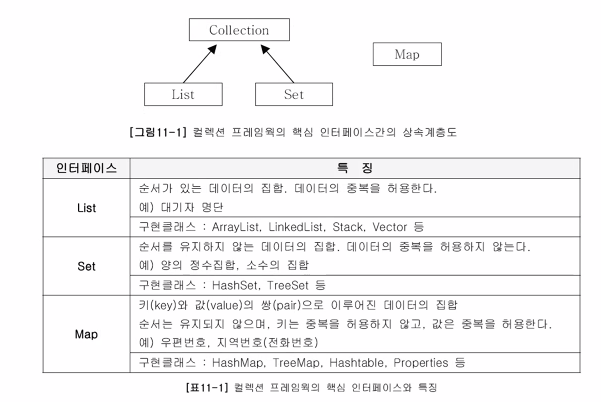 Collection
Map
List
Set
[그림11-1] 컬렉션 프레임웍의 핵심 인터페이스간의 상속계층도
인터페이스
특 징
List
순서가 있는 데이터의 집합. 데이터의 중복을 허용한다.
예) 대기자 명단
구현클래스 : ArrayList, LinkedList, Stack, Vector 등
Set
순서를 유지하지 않는 데이터의 집합. 데이터의 중복을 허용하지 않는다.
예) 양의 정수집합, 소수의 집합
구현클래스 : HashSet, TreeSet 등
Map
키(key)와 값(value)의 쌍(pair)으로 이루어진 데이터의 집합
순서는 유지되지 않으며, 키는 중복을 허용하지 않고, 값은 중복을 허용한다.
예) 우편번호, 지역번호(전화번호)
구현클래스 : HashMap, TreeMap, Hashtable, Properties 등
[표11-1] 컬렉션 프레임웍의 핵심 인터페이스와 특징